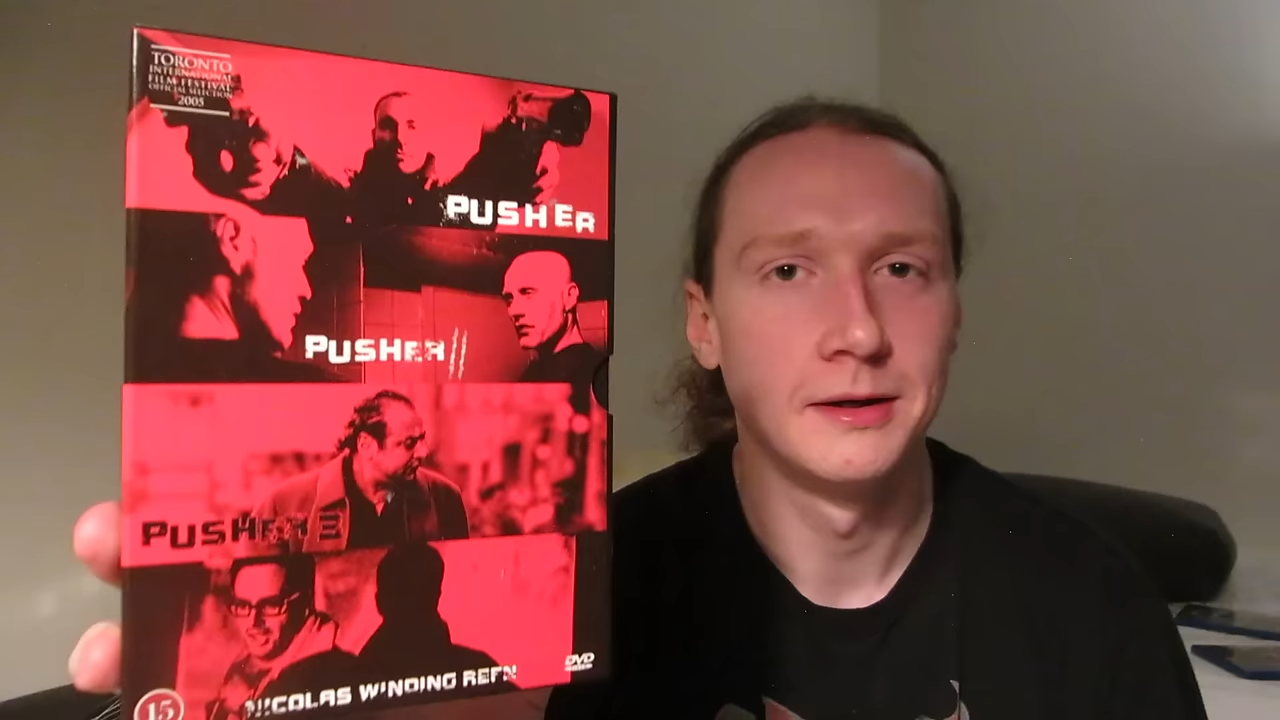 TORONTO
INTERNATIONAL
FILM FESTIVAL
OFFICIAL SELECTION
2005
PUSHER
PUSHER II
PUSHER 3
NICOLAS WINDING REFN
DVD
15